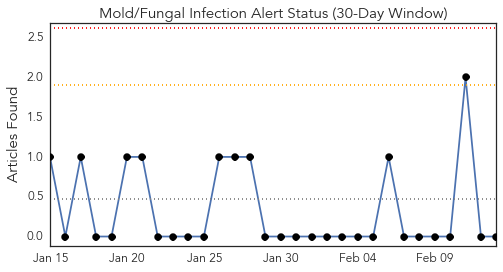 Mold/Fungal Infection Alert Status (30-Day Window)
Articles Found
2.5
2.0
1.5
1.0
0.5
0.0
Jan 15
Jan 20
Jan 25
Jan 30
Feb 04
Feb 09